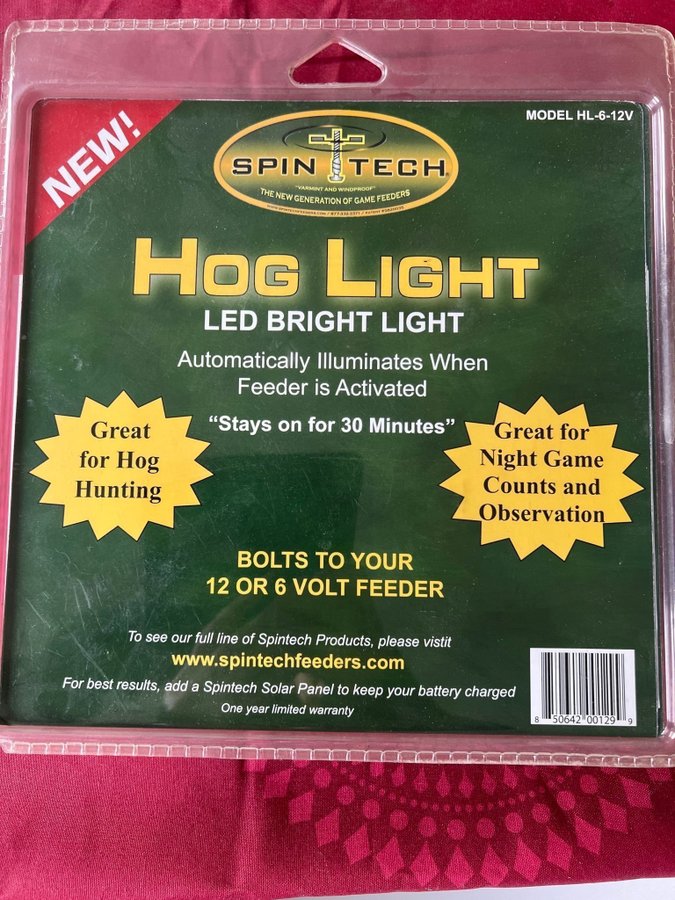 NEW!
MODEL HL-6-12V
SPIN TECH
"VARMINT AND WINDPROOF"
THE NEW GENERATION OF GAME FEEDERS
HOG LIGHT
LED BRIGHT LIGHT
Automatically Illuminates When
Feeder is Activated
"Stays on for 30 Minutes"
Great
for Hog
Hunting
Great for
Night Game
Counts and
Observation
BOLTS TO YOUR
12 OR 6 VOLT FEEDER
To see our full line of Spintech Products, please vistit
www.spintechfeeders.com
For best results, add a Spintech Solar Panel to keep your battery charged
One year limited warranty
8 50642 00129 9